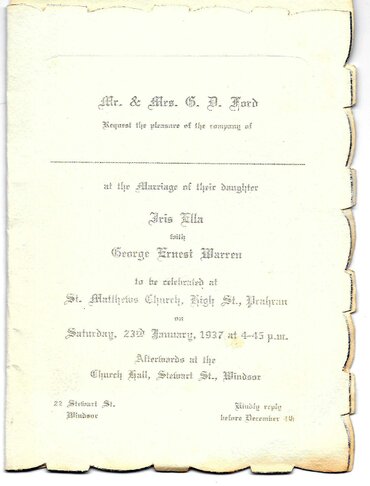 Mr. & Mrs. G. D. Ford
Request the pleasure of the company of
at the Marriage of their daughter
Iris Ella
with
George Ernest Warren
to be celebrated at
St. Matthews Church, High St., Prahran
on
Saturday, 23rd January, 1937 at 4-45 p.m.
Afterwords at the
Church Hall, Stewart St., Windsor
22 Stewart St.
Windsor
Kindly reply
before December 4th